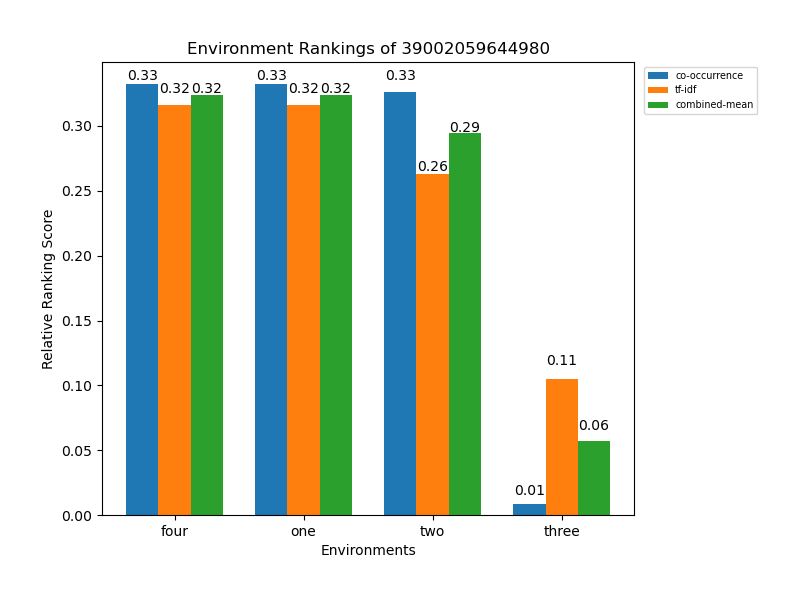 Environment Rankings of 39002059644980
co-occurrence
tf-idf
combined-mean
0.33 0.32 0.32 0.33 0.32 0.32 0.33 0.26 0.29 0.01 0.11 0.06
Relative Ranking Score
0.30
0.25
0.20
0.15
0.10
0.05
0.00
four one two three
Environments